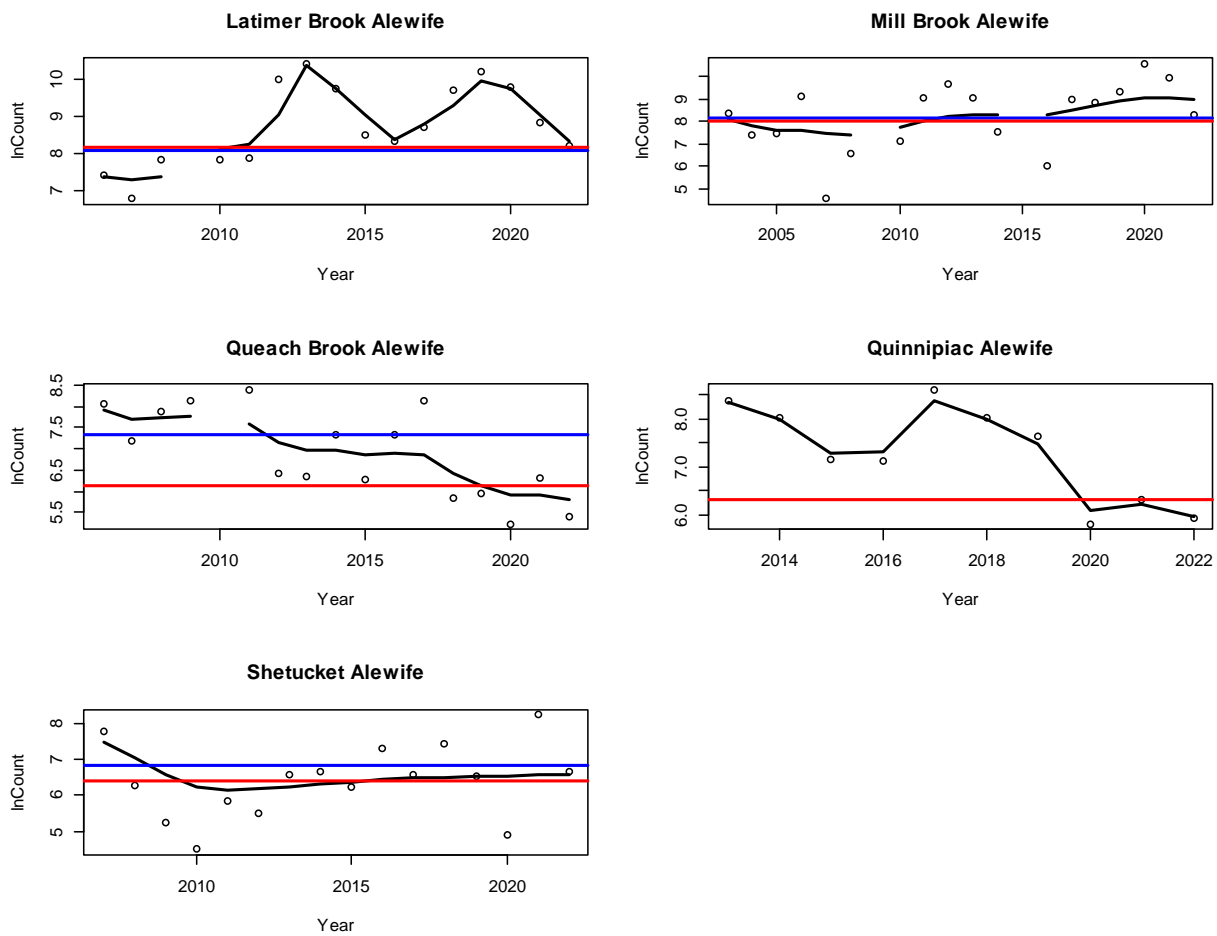 Latimer Brook Alewife
lnCount
7 8 9 10
2010 2015 2020
Year
Mill Brook Alewife
lnCount
5 6 7 8 9
2005 2010 2015 2020
Year
Queach Brook Alewife
lnCount
5.5 6.5 7.5 8.5
2010 2015 2020
Year
Quinnipiac Alewife
lnCount
6.0 7.0 8.0
2014 2016 2018 2020 2022
Year
Shetucket Alewife
lnCount
5 6 7 8
2010 2015 2020
Year